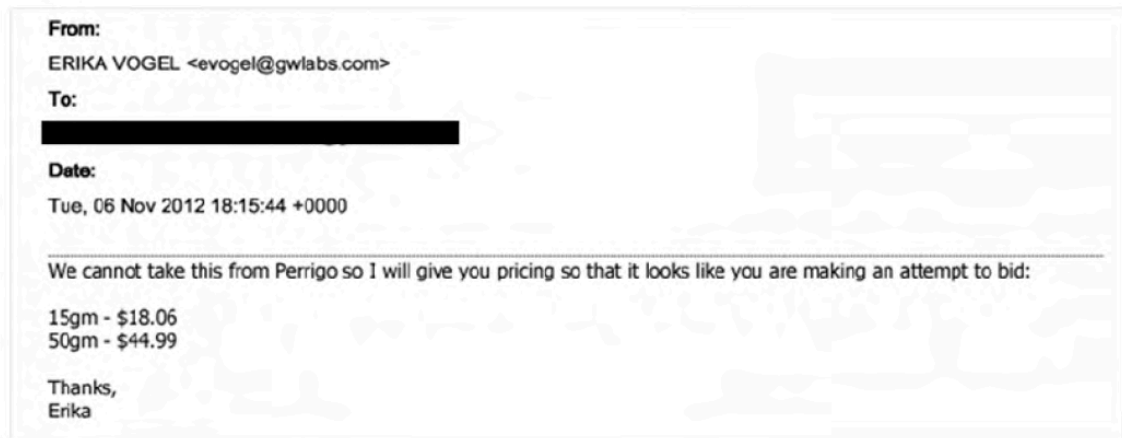 From:
ERIKA VOGEL <evogel@gwlabs.com>
To:
Date:
Tue, 06 Nov 2012 18:15:44 +0000
We cannot take this from Perrigo so I will give you pricing so that it looks like you are making an attempt to bid:
15gm - $18.06
50gm - $44.99
Thanks,
Erika